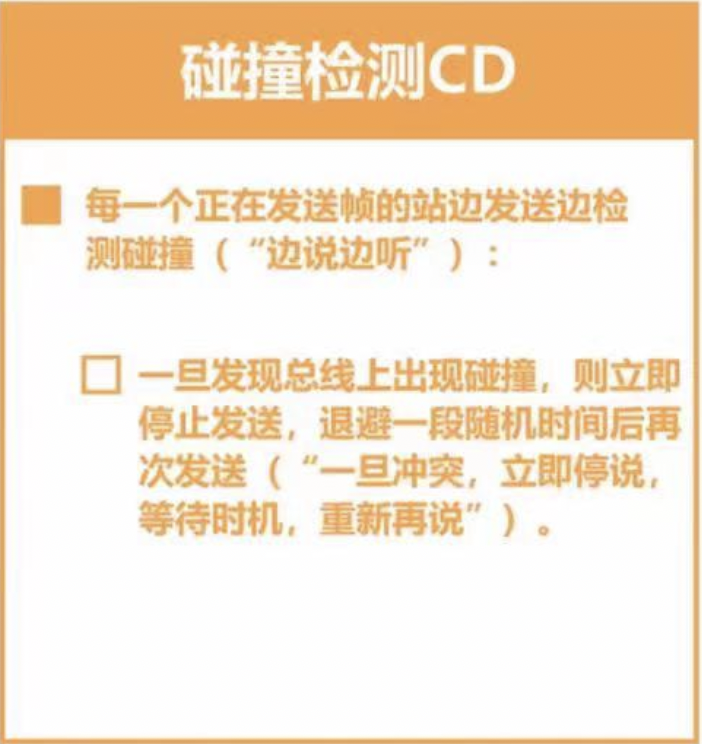 碰撞检测CD
每一个正在发送帧的站边发送边检
测碰撞（“边说边听”）：
一旦发现总线上出现碰撞，则立即
停止发送，退避一段随机时间后再
次发送（“一旦冲突，立即停说，
等待时机，重新再说”）。